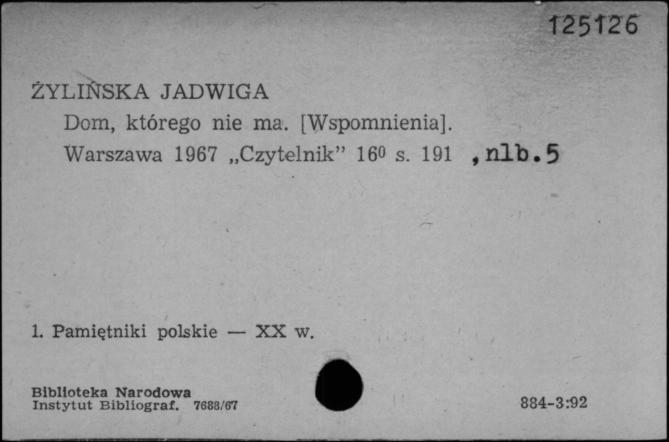 125126
ŻYLIŃSKA JADWIGA
Dom, którego nie ma. [Wspomnienia].
Warszawa 1967 „Czytelnik” 16⁰ s. 191 , nlb.5
1. Pamiętniki polskie — XX w.
Biblioteka Narodowa
Instytut Bibliograf. 7683/67
884-3:92